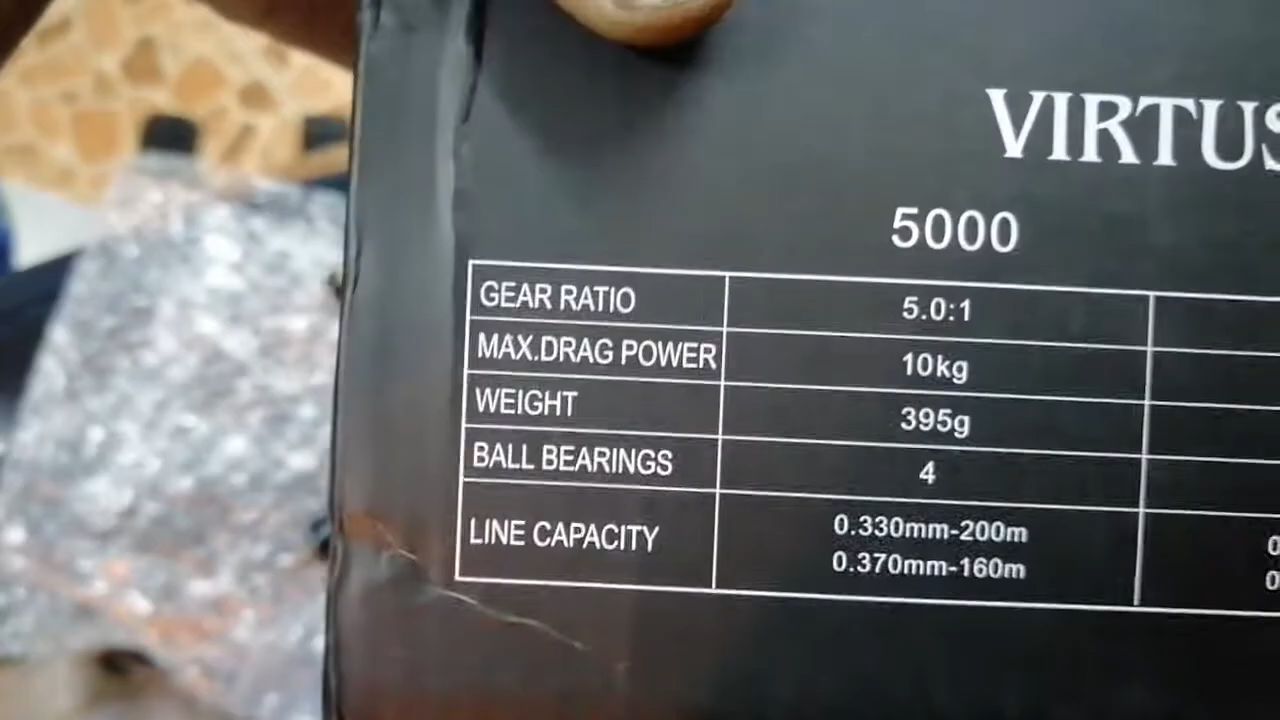 VIRTUS
5000
GEAR RATIO 5.0:1
MAX.DRAG POWER 10kg
WEIGHT 395g
BALL BEARINGS 4
LINE CAPACITY 0.330mm-200m
0.370mm-160m